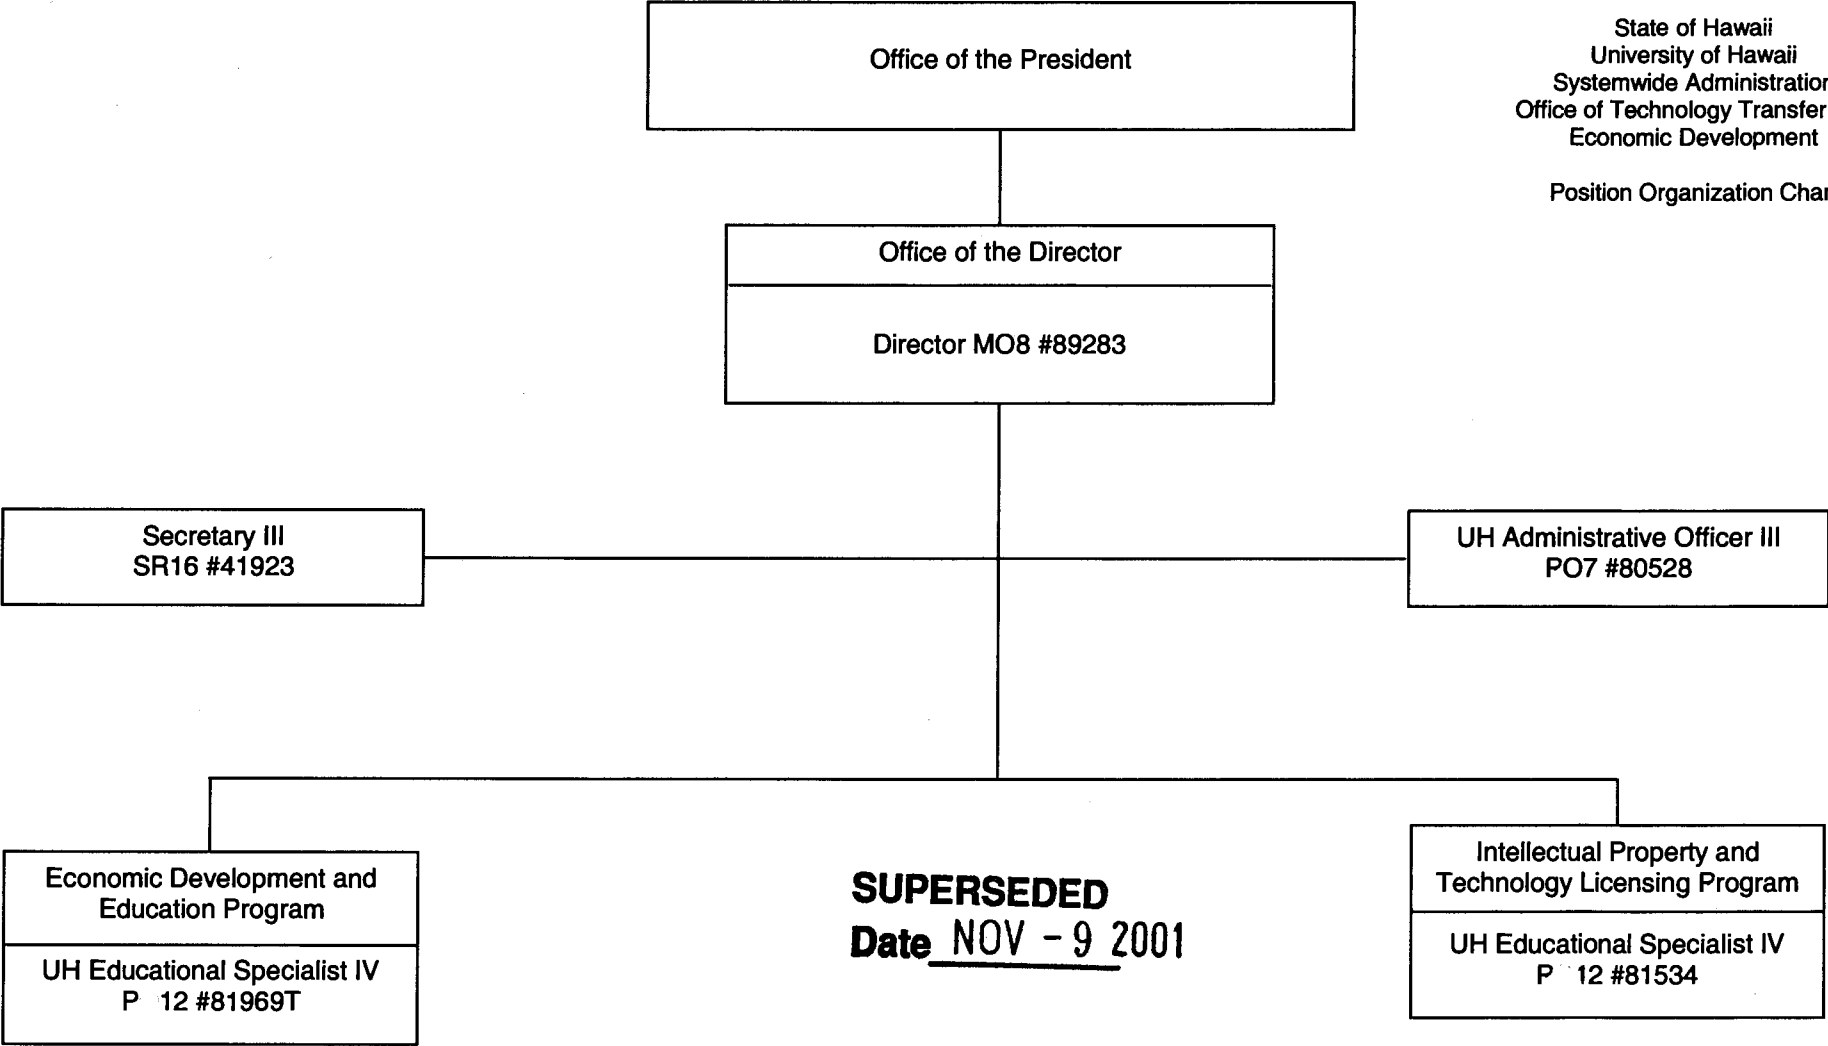 Office of the President
State of Hawaii
University of Hawaii
Systemwide Administration
Office of Technology Transfer
Economic Development
Position Organization Char
Office of the Director
Director MO8 #89283
Secretary III
SR16 #41923
UH Administrative Officer III
PO7 #80528
Economic Development and
Education Program
UH Educational Specialist IV
P 12 #81969T
SUPERSEDED
Date NOV - 9 2001
Intellectual Property and
Technology Licensing Program
UH Educational Specialist IV
P 12 #81534